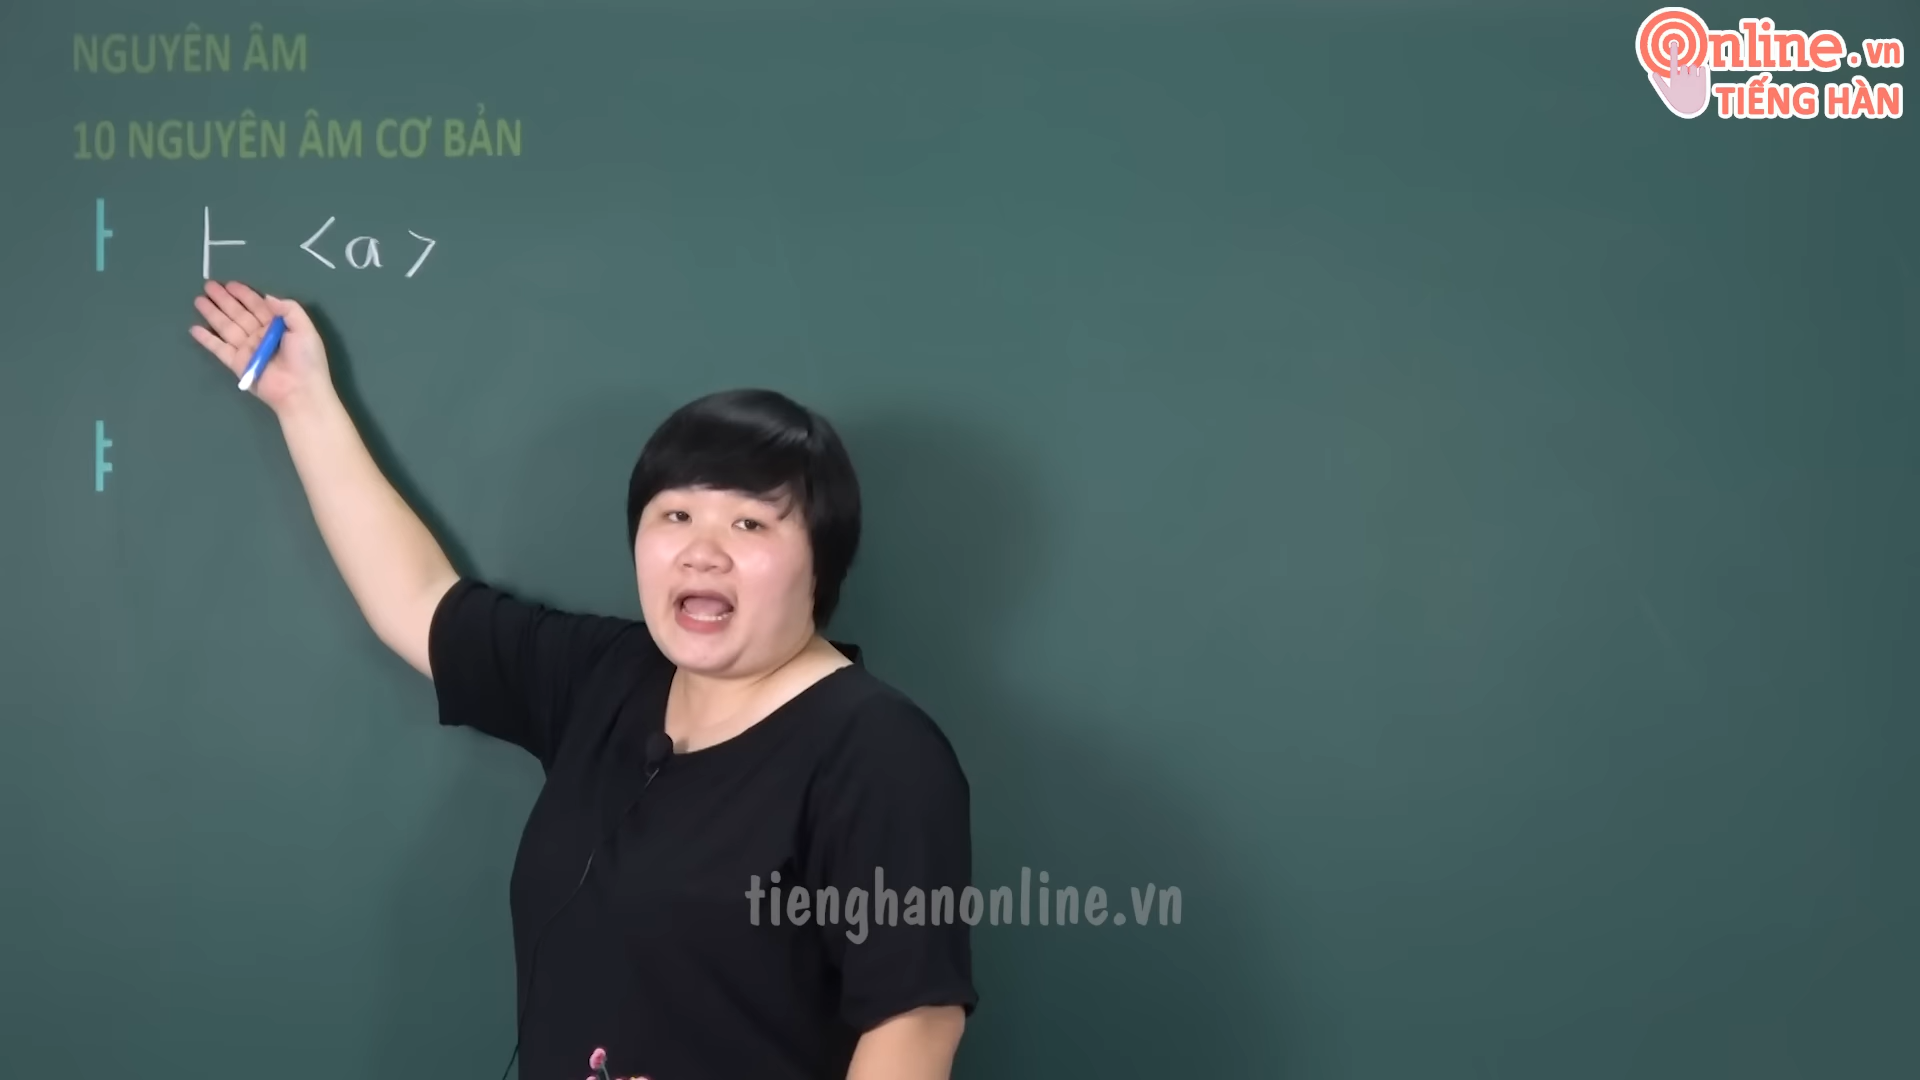 NGUYÊN ÂM
10 NGUYÊN ÂM CƠ BẢN
ㅏ ㅏ <a>
ㅑ
Online.vn
TIẾNG HÀN
tienghanonline.vn